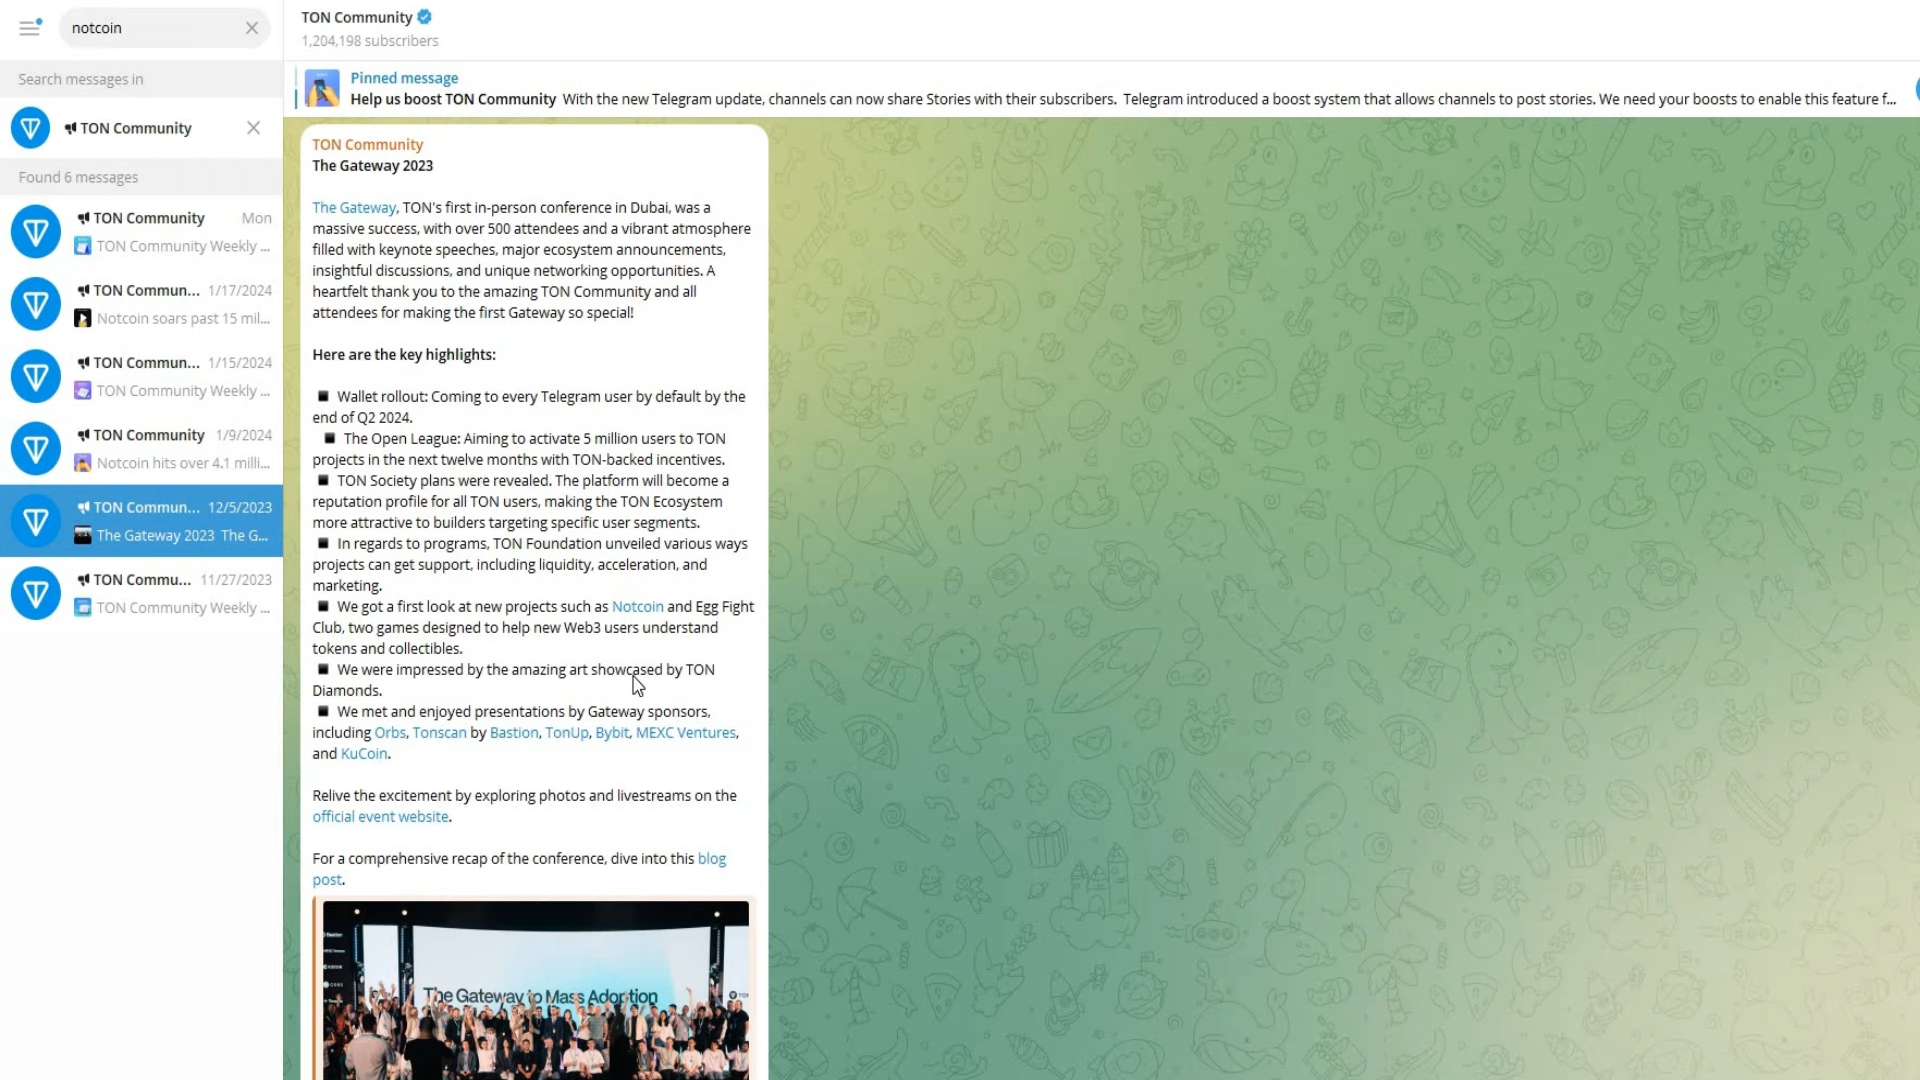 notcoin
Search messages in
TON Community
Found 6 messages
TON Community Mon
TON Community Weekly ...
TON Commun... 1/17/2024
Notcoin soars past 15 mil...
TON Commun... 1/15/2024
TON Community Weekly ...
TON Community 1/9/2024
Notcoin hits over 4.1 milli...
TON Commun... 12/5/2023
The Gateway 2023 The G...
TON Commu... 11/27/2023
TON Community Weekly ...
TON Community
1,204,198 subscribers
Pinned message
Help us boost TON Community With the new Telegram update, channels can now share Stories with their subscribers. Telegram introduced a boost system that allows channels to post stories. We need your boosts to enable this feature f...
TON Community
The Gateway 2023
The Gateway, TON's first in-person conference in Dubai, was a
massive success, with over 500 attendees and a vibrant atmosphere
filled with keynote speeches, major ecosystem announcements,
insightful discussions, and unique networking opportunities. A
heartfelt thank you to the amazing TON Community and all
attendees for making the first Gateway so special!
Here are the key highlights:
◾ Wallet rollout: Coming to every Telegram user by default by the
end of Q2 2024.
◾ The Open League: Aiming to activate 5 million users to TON
projects in the next twelve months with TON-backed incentives.
◾ TON Society plans were revealed. The platform will become a
reputation profile for all TON users, making the TON Ecosystem
more attractive to builders targeting specific user segments.
◾ In regards to programs, TON Foundation unveiled various ways
projects can get support, including liquidity, acceleration, and
marketing.
◾ We got a first look at new projects such as Notcoin and Egg Fight
Club, two games designed to help new Web3 users understand
tokens and collectibles.
◾ We were impressed by the amazing art showcased by TON
Diamonds.
◾ We met and enjoyed presentations by Gateway sponsors,
including Orbs, Tonscan by Bastion, TonUp, Bybit, MEXC Ventures,
and KuCoin.
Relive the excitement by exploring photos and livestreams on the
official event website.
For a comprehensive recap of the conference, dive into this blog
post.
The Gateway to Mass Adoption